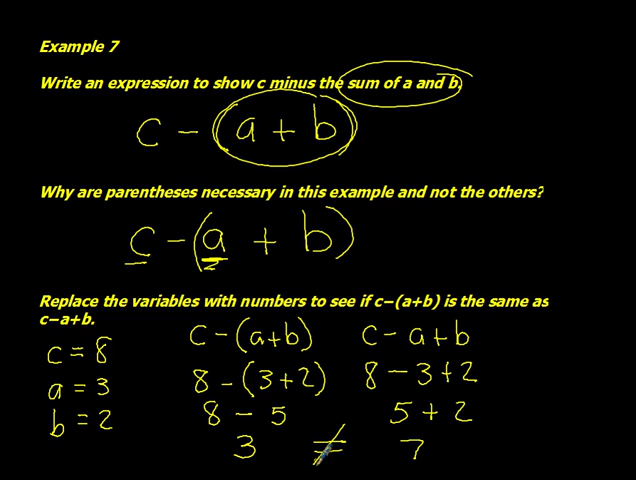 Example 7
Write an expression to show c minus the sum of a and b.
c - (a + b)
Why are parentheses necessary in this example and not the others?
c - (a + b)
Replace the variables with numbers to see if c-(a+b) is the same as
c-a+b.
c - (a+b) c - a+b
c = 8
8 - (3+2) 8 - 3+2
a = 3
8 - 5 5 + 2
b = 2
3 ≠ 7